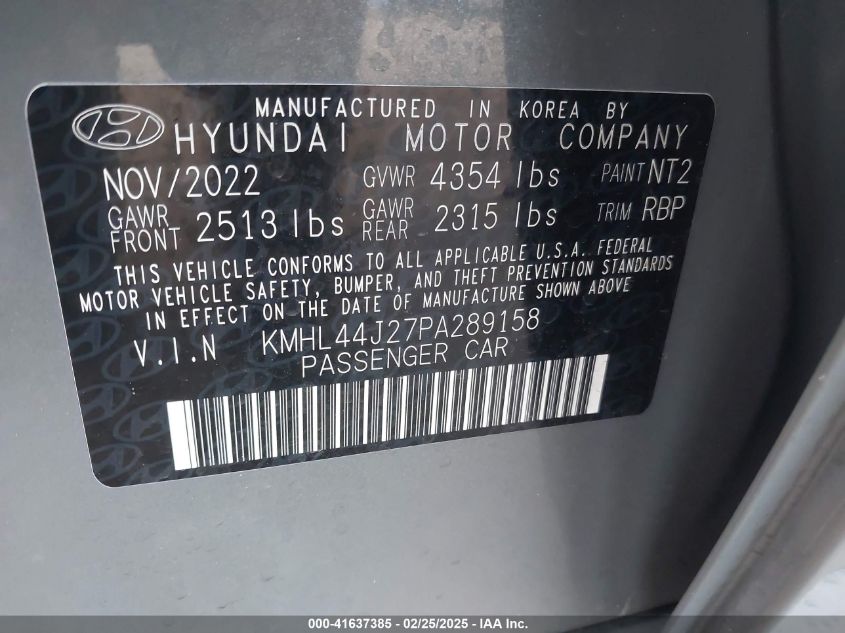 MANUFACTURED IN KOREA BY
HYUNDAI MOTOR COMPANY
NOV/2022 GVWR 4354 lbs PAINT NT2
GAWR FRONT 2513 lbs GAWR REAR 2315 lbs TRIM RBP
THIS VEHICLE CONFORMS TO ALL APPLICABLE U.S.A. FEDERAL
MOTOR VEHICLE SAFETY, BUMPER, AND THEFT PREVENTION STANDARDS
IN EFFECT ON THE DATE OF MANUFACTURE SHOWN ABOVE
V.I.N KMHL44J27PA289158
PASSENGER CAR
000-41637385 - 02/25/2025 - IAA Inc.